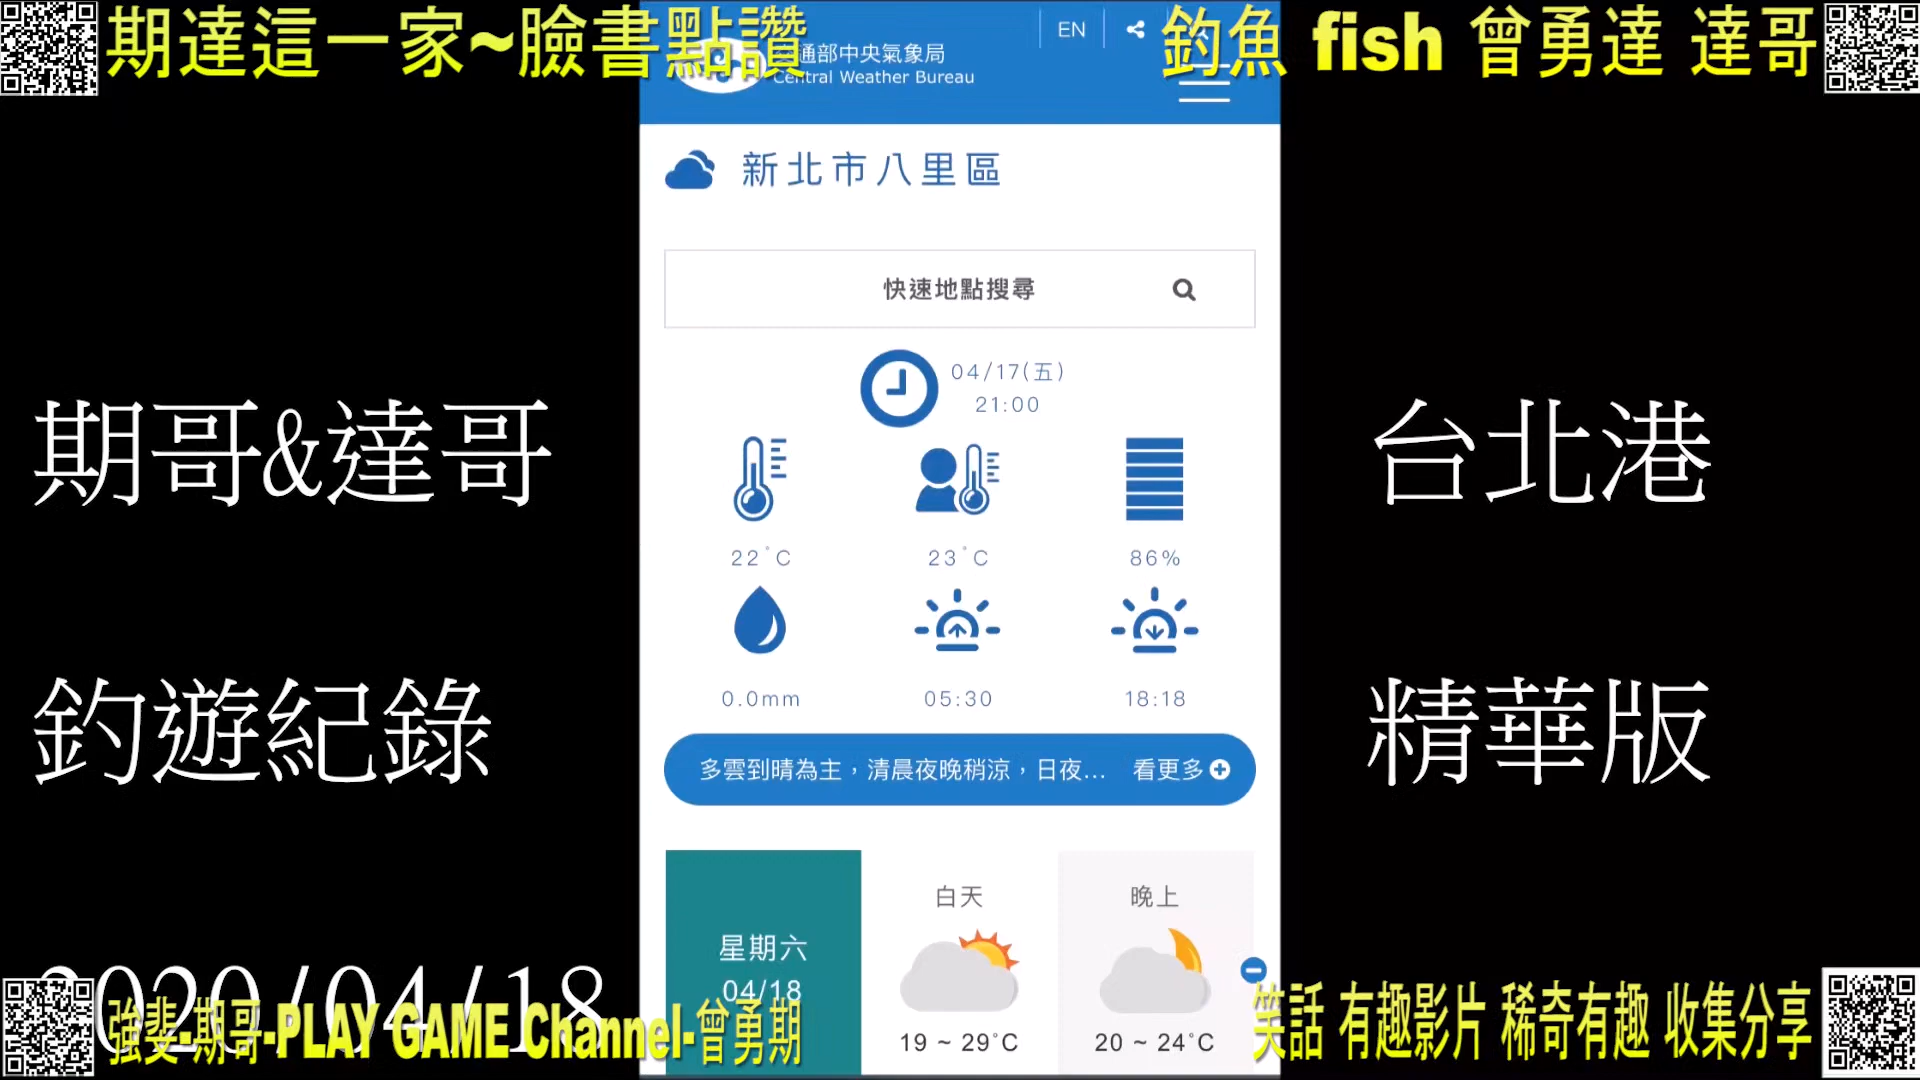 期達這一家~臉書點讚
通部中央氣象局
Central Weather Bureau
EN
釣魚 fish 曾勇達 達哥
新北市八里區
快速地點搜尋
04/17(五)
21:00
期哥&達哥
台北港
22°C
23°C
86%
0.0mm
05:30
18:18
釣遊紀錄
精華版
多雲到晴為主，清晨夜晚稍涼，日夜... 看更多
星期六
04/18
白天
晚上
19 ~ 29°C
20 ~ 24°C
2020/04/18
強斐-期哥-PLAY GAME Channel-曾勇期
笑話 有趣影片 稀奇有趣 收集分享